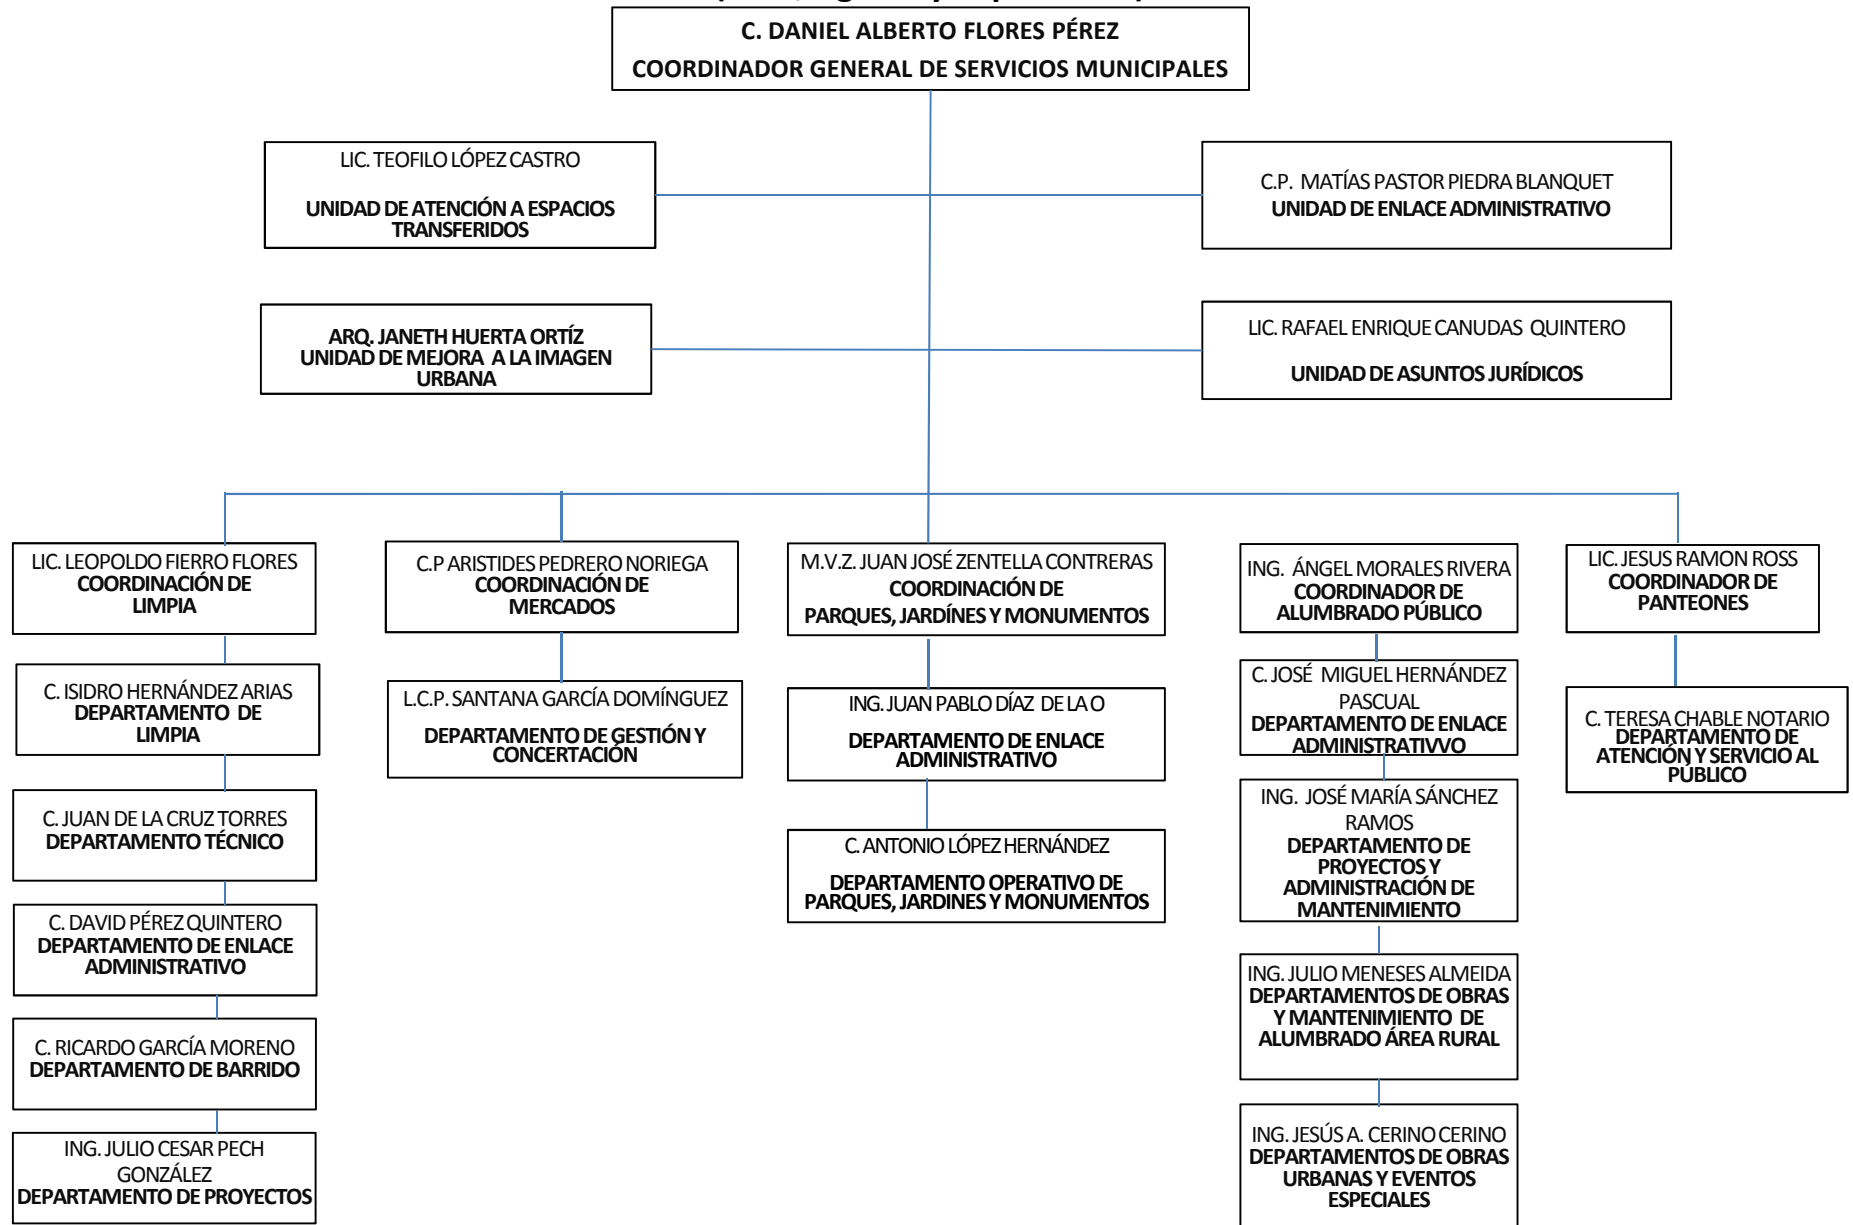 C. DANIEL ALBERTO FLORES PÉREZ
COORDINADOR GENERAL DE SERVICIOS MUNICIPALES
LIC. TEOFILO LÓPEZ CASTRO
UNIDAD DE ATENCIÓN A ESPACIOS
TRANSFERIDOS
C.P. MATÍAS PASTOR PIEDRA BLANQUET
UNIDAD DE ENLACE ADMINISTRATIVO
ARQ. JANETH HUERTA ORTÍZ
UNIDAD DE MEJORA A LA IMAGEN
URBANA
LIC. RAFAEL ENRIQUE CANUDAS QUINTERO
UNIDAD DE ASUNTOS JURÍDICOS
LIC. LEOPOLDO FIERRO FLORES
COORDINACIÓN DE
LIMPIA
C. ISIDRO HERNÁNDEZ ARIAS
DEPARTAMENTO DE
LIMPIA
C. JUAN DE LA CRUZ TORRES
DEPARTAMENTO TÉCNICO
C. DAVID PÉREZ QUINTERO
DEPARTAMENTO DE ENLACE
ADMINISTRATIVO
C. RICARDO GARCÍA MORENO
DEPARTAMENTO DE BARRIDO
ING. JULIO CESAR PECH
GONZÁLEZ
DEPARTAMENTO DE PROYECTOS
C.P ARISTIDES PEDRERO NORIEGA
COORDINACIÓN DE
MERCADOS
L.C.P. SANTANA GARCÍA DOMÍNGUEZ
DEPARTAMENTO DE GESTIÓN Y
CONCERTACIÓN
M.V.Z. JUAN JOSÉ ZENTELLA CONTRERAS
COORDINACIÓN DE
PARQUES, JARDÍNES Y MONUMENTOS
ING. JUAN PABLO DÍAZ DE LA O
DEPARTAMENTO DE ENLACE
ADMINISTRATIVO
C. ANTONIO LÓPEZ HERNÁNDEZ
DEPARTAMENTO OPERATIVO DE
PARQUES, JARDINES Y MONUMENTOS
ING. ÁNGEL MORALES RIVERA
COORDINADOR DE
ALUMBRADO PÚBLICO
C. JOSÉ MIGUEL HERNÁNDEZ
PASCUAL
DEPARTAMENTO DE ENLACE
ADMINISTRATIVVO
ING. JOSÉ MARÍA SÁNCHEZ
RAMOS
DEPARTAMENTO DE
PROYECTOS Y
ADMINISTRACIÓN DE
MANTENIMIENTO
ING. JULIO MENESES ALMEIDA
DEPARTAMENTOS DE OBRAS
Y MANTENIMIENTO DE
ALUMBRADO ÁREA RURAL
ING. JESÚS A. CERINO CERINO
DEPARTAMENTOS DE OBRAS
URBANAS Y EVENTOS
ESPECIALES
LIC. JESUS RAMON ROSS
COORDINADOR DE
PANTEONES
C. TERESA CHABLE NOTARIO
DEPARTAMENTO DE
ATENCIÓN Y SERVICIO AL
PÚBLICO